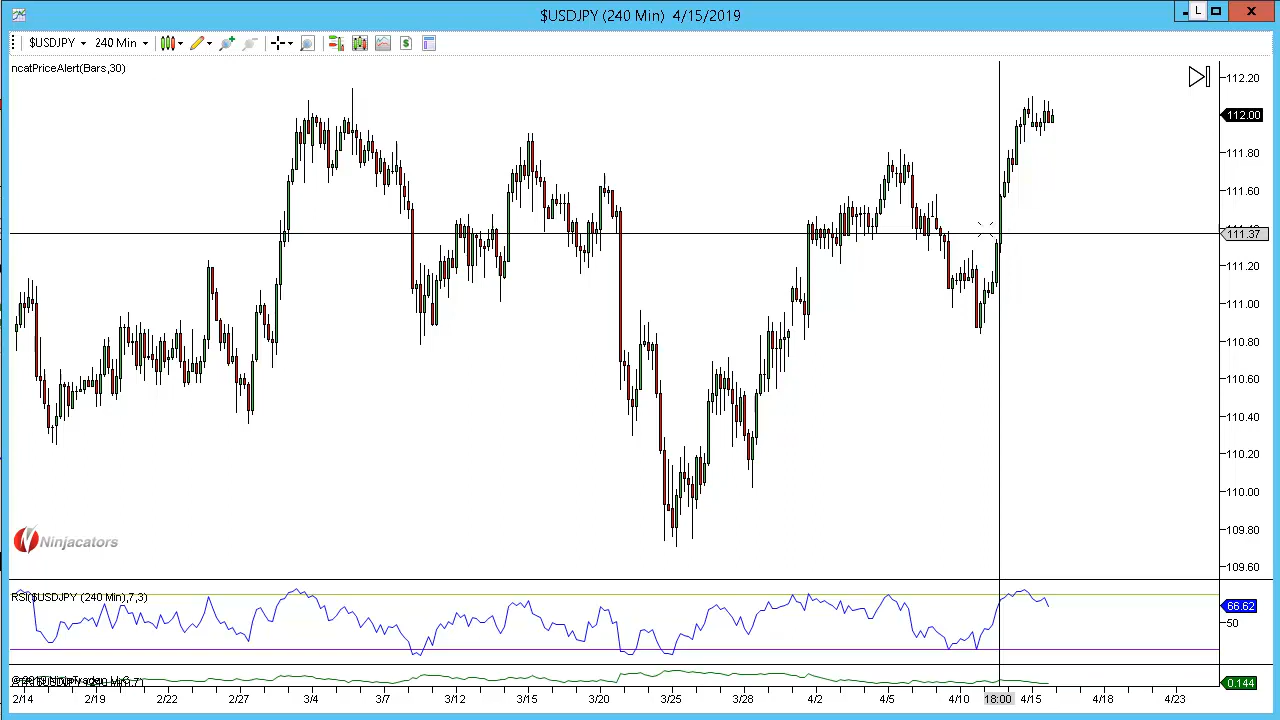 $USDJPY (240 Min) 4/15/2019
L
X
$USDJPY 240 Min
$
ncatPriceAlert(Bars,30)
112.20
112.00
111.80
111.60
111.37
111.20
111.00
110.80
110.60
110.40
110.20
110.00
109.80
109.60
Ninjacators
RSI($USDJPY (240 Min),7,3)
66.62
50
0.144
2/14 2/19 2/22 2/27 3/4 3/7 3/12 3/15 3/20 3/25 3/28 4/2 4/5 4/10 18:00 4/15 4/18 4/23